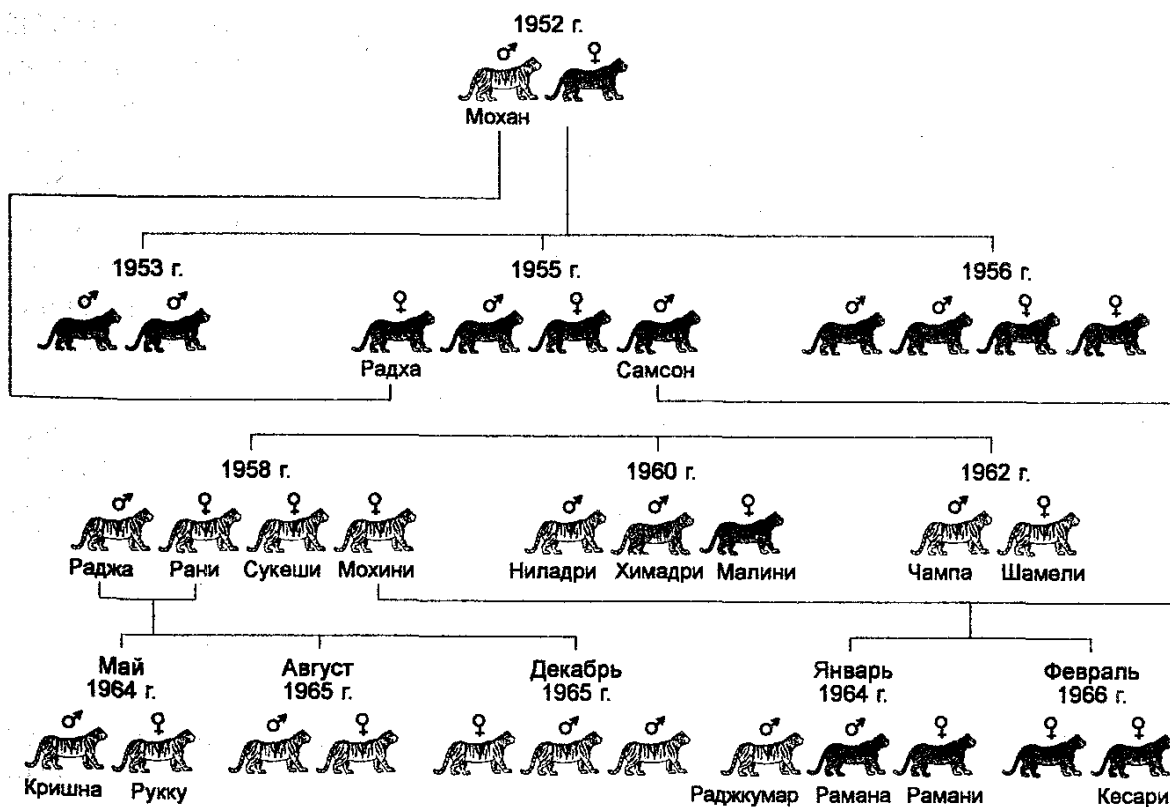 1952 г.
♂ ♀
Мохан
1953 г. 1955 г. 1956 г.
♂ ♂ ♀ ♂ ♀ ♂ ♂ ♂ ♀ ♀
Радха Самсон
1958 г. 1960 г. 1962 г.
♂ ♀ ♀ ♀ ♂ ♂ ♀ ♂ ♀
Раджа Рани Сукеши Мохини Ниладри Химадри Малини Чампа Шамели
Май Август Декабрь Январь Февраль
1964 г. 1965 г. 1965 г. 1964 г. 1966 г.
♂ ♀ ♂ ♀ ♀ ♂ ♂ ♂ ♂ ♀ ♀ ♀
Кришна Рукку Раджкумар Рамана Рамани Кесари